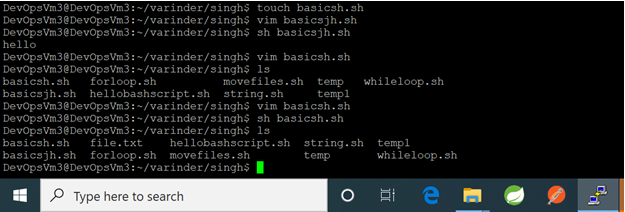 DevOpsVm3@DevOpsVm3:~/varinder/singh$ touch basicsh.sh
DevOpsVm3@DevOpsVm3:~/varinder/singh$ vim basicsjh.sh
DevOpsVm3@DevOpsVm3:~/varinder/singh$ sh basicsjh.sh
hello
DevOpsVm3@DevOpsVm3:~/varinder/singh$ vim basicsh.sh
DevOpsVm3@DevOpsVm3:~/varinder/singh$ ls
basicsh.sh forloop.sh movefiles.sh temp whileloop.sh
basicsjh.sh hellobashscript.sh string.sh temp1
DevOpsVm3@DevOpsVm3:~/varinder/singh$ vim basicsh.sh
DevOpsVm3@DevOpsVm3:~/varinder/singh$ sh basicsh.sh
DevOpsVm3@DevOpsVm3:~/varinder/singh$ ls
basicsh.sh file.txt hellobashscript.sh string.sh temp1
basicsjh.sh forloop.sh movefiles.sh temp whileloop.sh
DevOpsVm3@DevOpsVm3:~/varinder/singh$
Type here to search